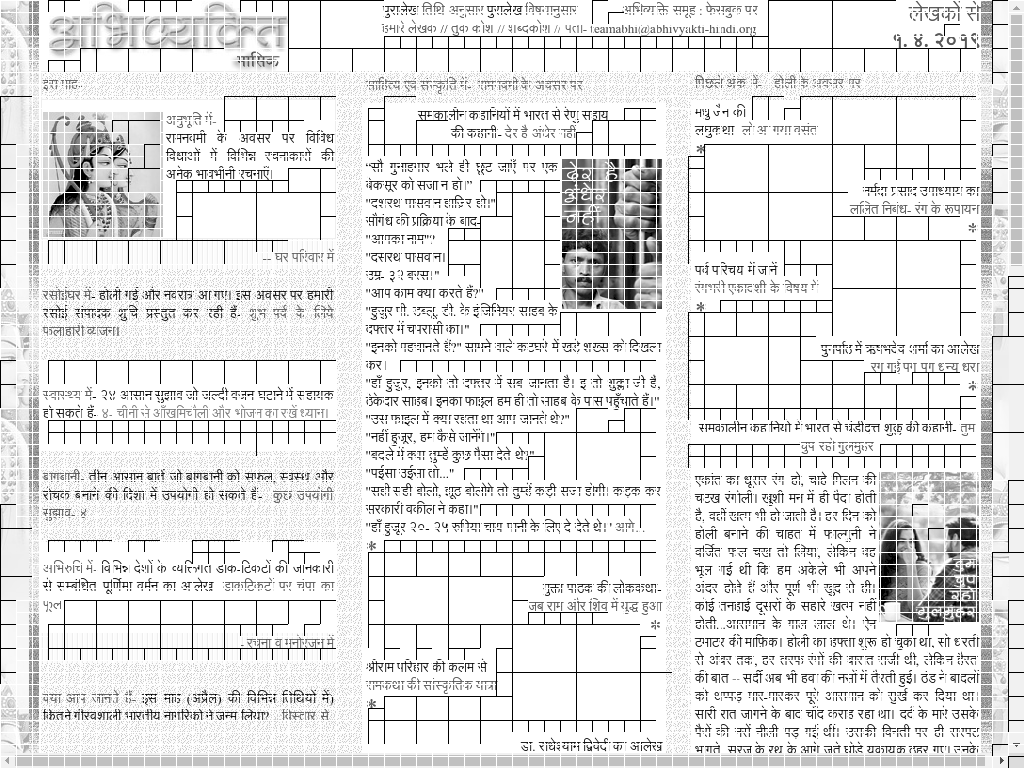 अभिव्यक्ति
मासिक
पुरालेख तिथि अनुसार पुरालेख विषयानुसार अभिव्यक्ति समूह : फेसबुक पर
हमारे लेखक // तुक कोश // शब्दकोश // पता- teamabhi@abhivyakti-hindi.org
लेखकों से
१. ४. २०१९
इस माह-
अनुभूति में-
रामनवमी के अवसर पर विविध
विधाओं में विभिन्न रचनाकारों की
अनेक भावभीनी रचनाएँ।
-- घर परिवार में
रसोईघर में- होली गई और नवरात्र आ गए। इस अवसर पर हमारी
रसोई संपादक शुचि प्रस्तुत कर रही हैं- शुभ पर्व के लिये
फलाहारी व्यंजन।
स्वास्थ्य में- २४ आसान सुझाव जो जल्दी वजन घटाने में सहायक
हो सकते हैं- ४- चीनी से आँखमिचौली और भोजन का रखें ध्यान।
बागबानी- तीन आसान बातें जो बागबानी को सफल, स्वस्थ और
रोचक बनाने की दिशा में उपयोगी हो सकती हैं- कुछ उपयोगी
सुझाव- ४
अभिरुचि में- विभिन्न देशों के व्यक्तिगत डाक-टिकटों की जानकारी
से सम्बंधित पूर्णिमा वर्मन का आलेख डाकटिकटों पर चंपा का
फूल
- रचना व मनोरंजन में
क्या आप जानते हैं- इस माह (अप्रैल) की विभिन्न तिथियों में)
कितने गौरवशाली भारतीय नागरिकों ने जन्म लिया? विस्तार से
साहित्य एवं संस्कृति में- रामनवमी के अवसर पर
समकालीन कहानियों में भारत से रेणु सहाय
की कहानी- देर है अंधेर नहीं
देर है
अंधेर
नहीं
"सौ गुनाहगार भले ही छूट जाएँ पर एक
बेकसूर को सजा न हो।"
"दशरथ पासवान हाजिर हो।"
सौगंध की प्रक्रिया के बाद-
"आपका नाम"?
"दसरथ पासवान।
उम्र- ३२ बरस।"
"आप काम क्या करते हैं?"
"हुजूर पी. डब्लू. डी. के इंजिनियर साहब के
दफ्तर में चपरासी का।"
"इनको पहचानते हैं?" सामने वाले कटघरे में खड़े शख्स को दिखला
कर।
"हाँ हुजूर, इनको तो दफ्तर में सब जानता है। इ तो शुक्ला जी है,
ठेकेदार साहब। इनका फाइल हम ही तो साहब के पास पहुँचाते हैं।"
"उस फाइल में क्या रहता था आप जानते थे?"
"नहीं हुजूर, हम कैसे जानेंगे।"
"बदले में क्या तुम्हें कुछ पैसा देते थे?"
"पईसा उईसा तो..."
"सही सही बोलो, झूठ बोलोगे तो तुम्हें कड़ी सजा होगी। कड़क कर
सरकारी वकील ने कहा।"
"हाँ हुजूर २०- २५ रुपिया चाय पानी के लिए दे देते थे।" आगे...
*
मुक्ता पाठक की लोककथा-
जब राम और शिव में युद्ध हुआ
*
श्रीराम परिहार की कलम से
रामकथा की सांस्कृतिक यात्रा
*
डा. राधेश्याम द्विवेदी का आलेख
पिछले अंक में- होली के अवसर पर
मधु जैन की
लघुकथा- लो आ गया वसंत
*
नर्मदा प्रसाद उपाध्याय का
ललित निबंध- रंग के रूपायन
*
पर्व परिचय में जानें
रंगभरी एकादशी के विषय में
*
पुनर्पाठ में ऋषभदेव शर्मा का आलेख
रंग गई पग पग धन्य धरा
*
समकालीन कहानियों में भारत से चंडीदत्त शुक्ल की कहानी- तुम
चुप रहो गुलमुहर
तुम
चुप
रहो
गुलमुहर
एकांत का धूसर रंग हो, चाहे मिलन की
चटख रंगोली। खुशी मन में ही पैदा होती
है, वहीं खत्म भी हो जाती है। हर दिन को
होली बनाने की चाहत में फाल्गुनी ने
वर्जित फल चख तो लिया, लेकिन वह
भूल गई थी कि हम अकेले भी अपने
अंदर होते हैं और पूर्ण भी खुद से ही।
कोई तनहाई दूसरों के सहारे खत्म नहीं
होती...आसमान के गाल लाल थे। ऐन
टमाटर की माफिक। होली का हफ्ता शुरू हो चुका था, सो धरती
से अंबर तक, हर तरफ रंगों की बारात साजी थी, लेकिन हैरत
की बात -- सर्दी अब भी हवा की नसों में तैरती हुई। ठंड ने बादलों
को थप्पड़ मार-मारकर पूरे आसमान को सुर्ख कर दिया था।
सारी रात जागने के बाद चाँद कराह रहा था। दर्द के मारे उसके
पैरों की नसें नीली पड़ गई थीं। उसकी विनती पर ही सूरज
भागते, सूरज के रथ के आगे जुते घोड़े यकायक ठहर गए। उनके